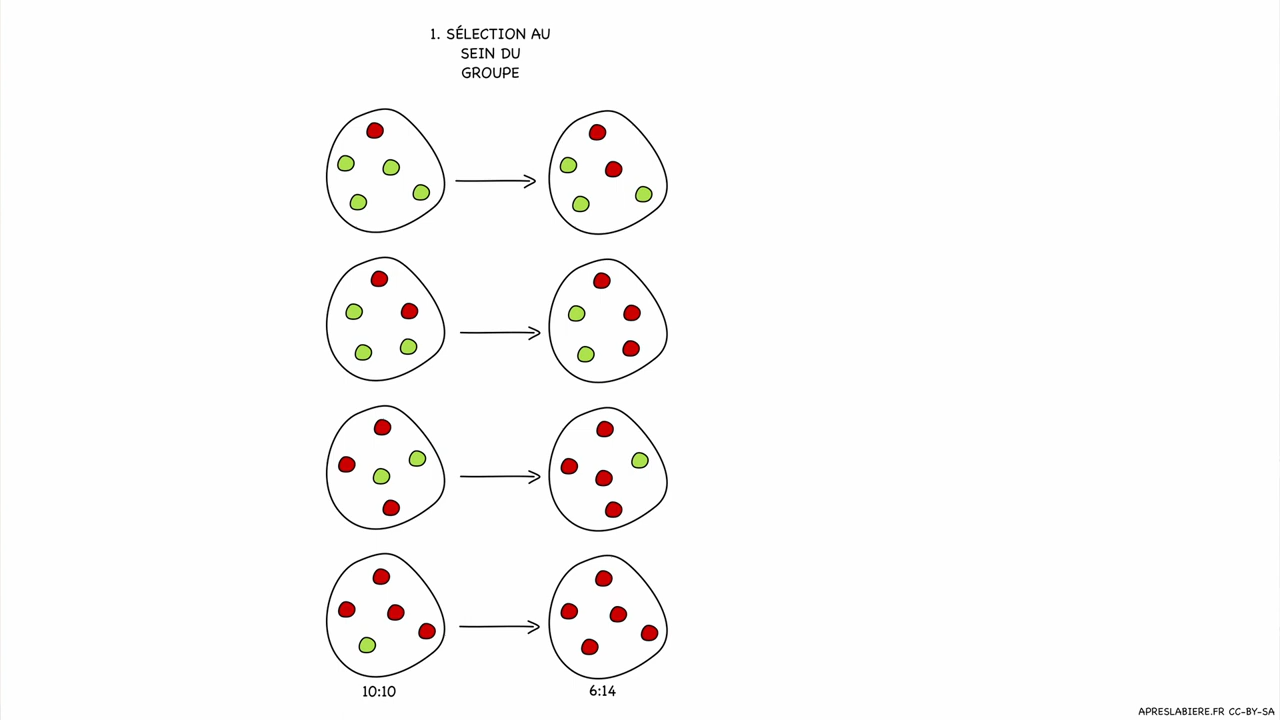 1. SÉLECTION AU
SEIN DU
GROUPE
10:10
6:14
APRESLABIERE.FR CC-BY-SA